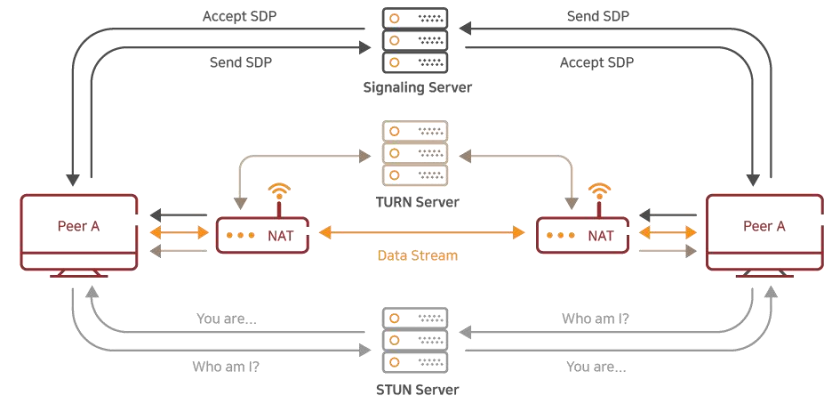 Accept SDP
Send SDP
Send SDP
Accept SDP
Signaling Server
TURN Server
Peer A
NAT
Data Stream
NAT
Peer A
You are...
Who am I?
Who am I?
You are...
STUN Server